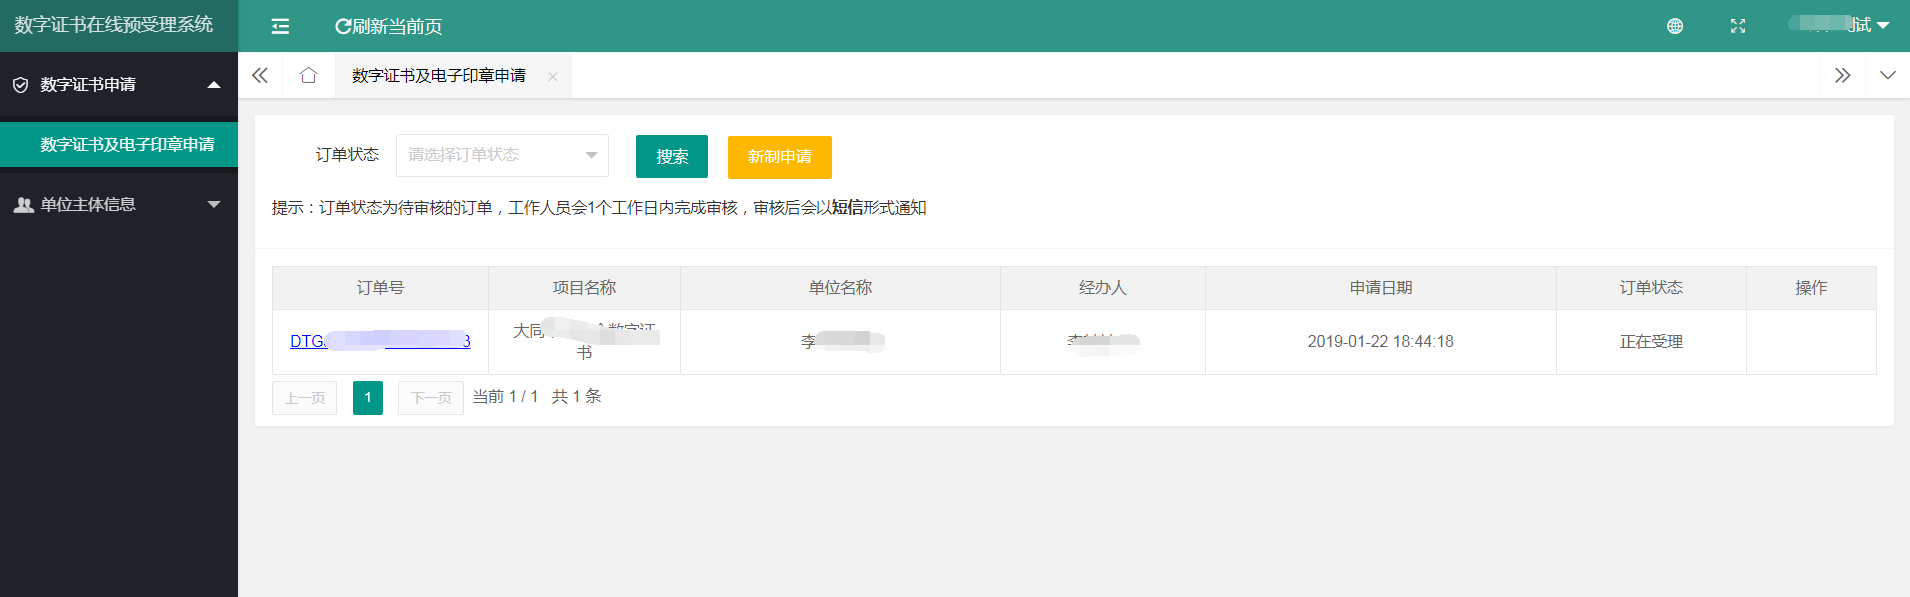 数字证书在线预受理系统
刷新当前页
试
数字证书申请
数字证书及电子印章申请
单位主体信息
数字证书及电子印章申请
订单状态
请选择订单状态
搜索
新制申请
提示：订单状态为待审核的订单，工作人员会1个工作日内完成审核，审核后会以短信形式通知
订单号 项目名称 单位名称 经办人 申请日期 订单状态 操作
DTG 3 大同 数字证书 李 李 2019-01-22 18:44:18 正在受理
上一页 1 下一页 当前 1 / 1 共 1 条